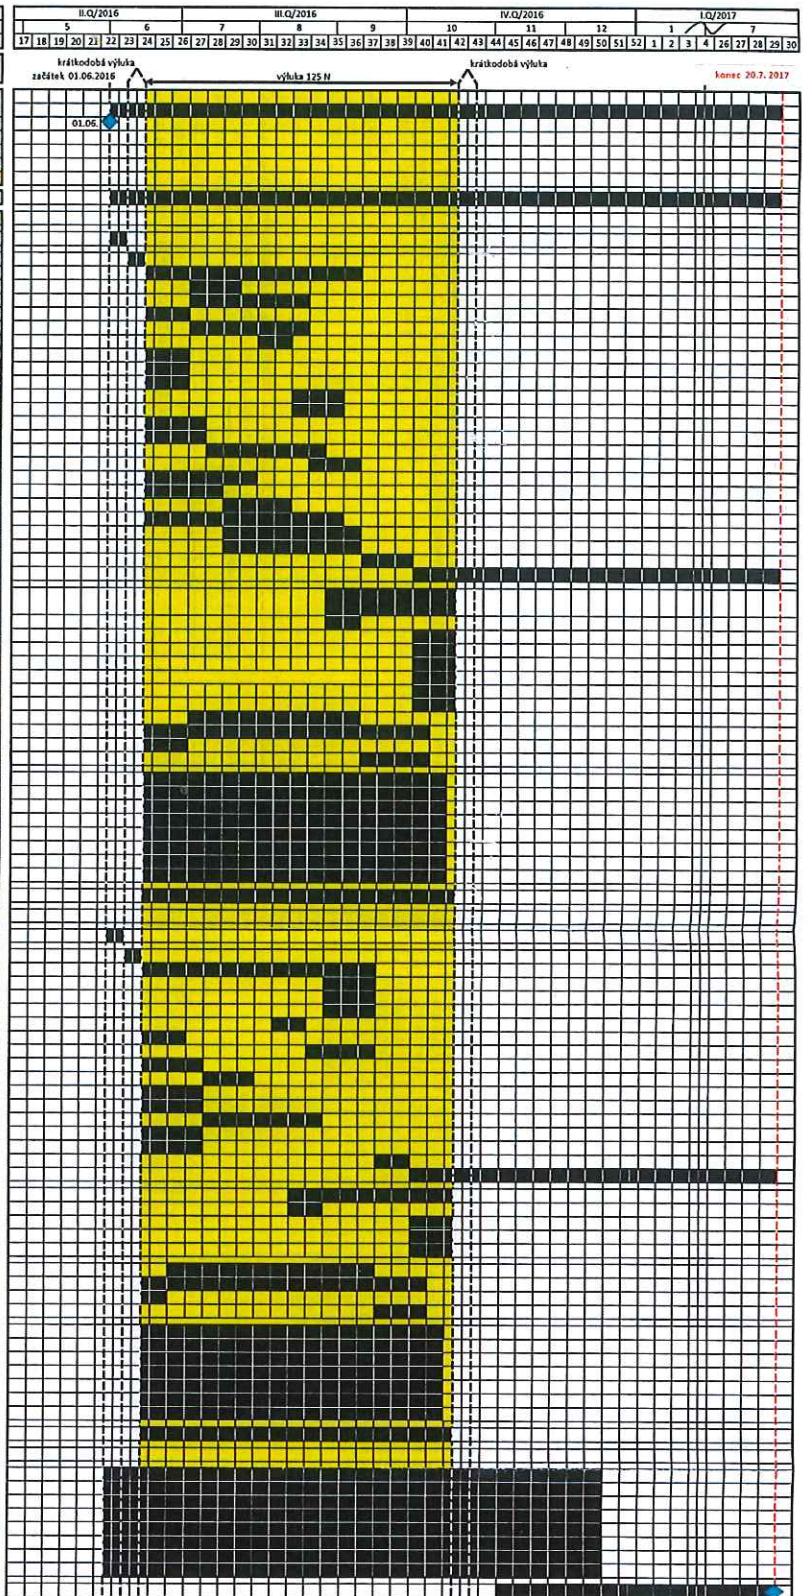 II.Q/2016 III.Q/2016 IV.Q/2016 I.Q/2017
5 6 7 8 9 10 11 12 1 7
17 18 19 20 21 22 23 24 25 26 27 28 29 30 31 32 33 34 35 36 37 38 39 40 41 42 43 44 45 46 47 48 49 50 51 52 1 2 3 4 26 27 28 29 30
krátkodobá výluka krátkodobá výluka
začátek 01.06.2016 výluka 125 N konec 20.7. 2017
01.06.